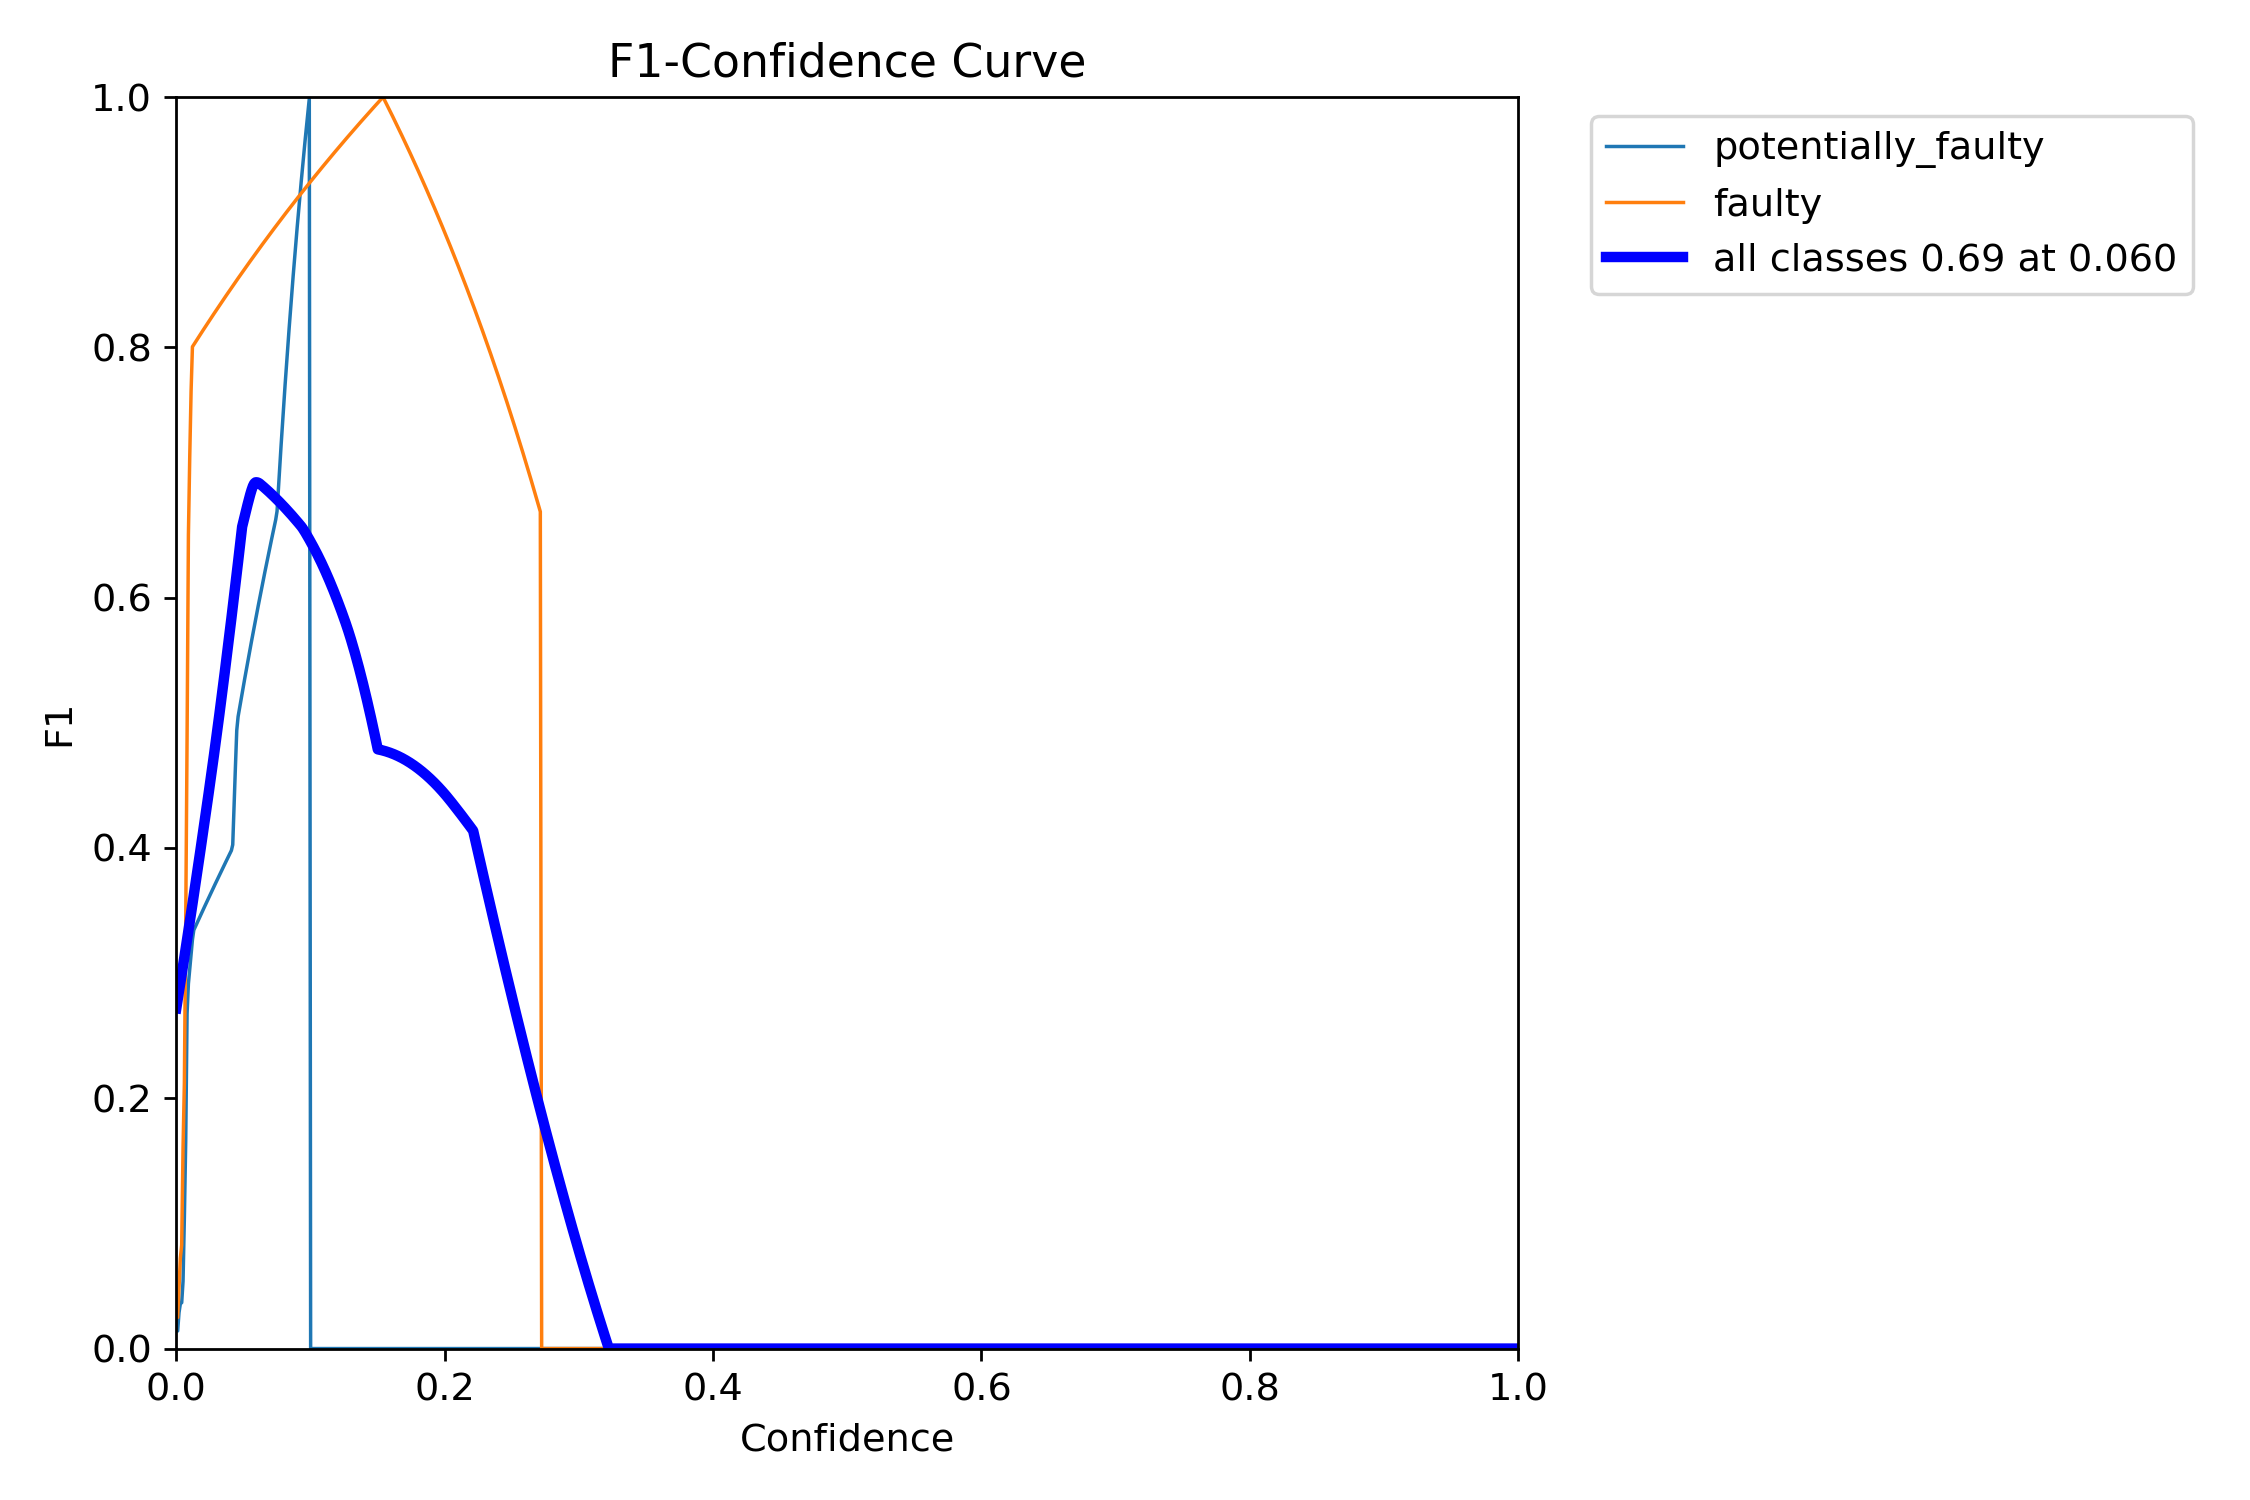 F1-Confidence Curve
1.0
0.8
0.6
0.4
0.2
0.0
F1
0.0 0.2 0.4 0.6 0.8 1.0
Confidence
potentially_faulty
faulty
all classes 0.69 at 0.060